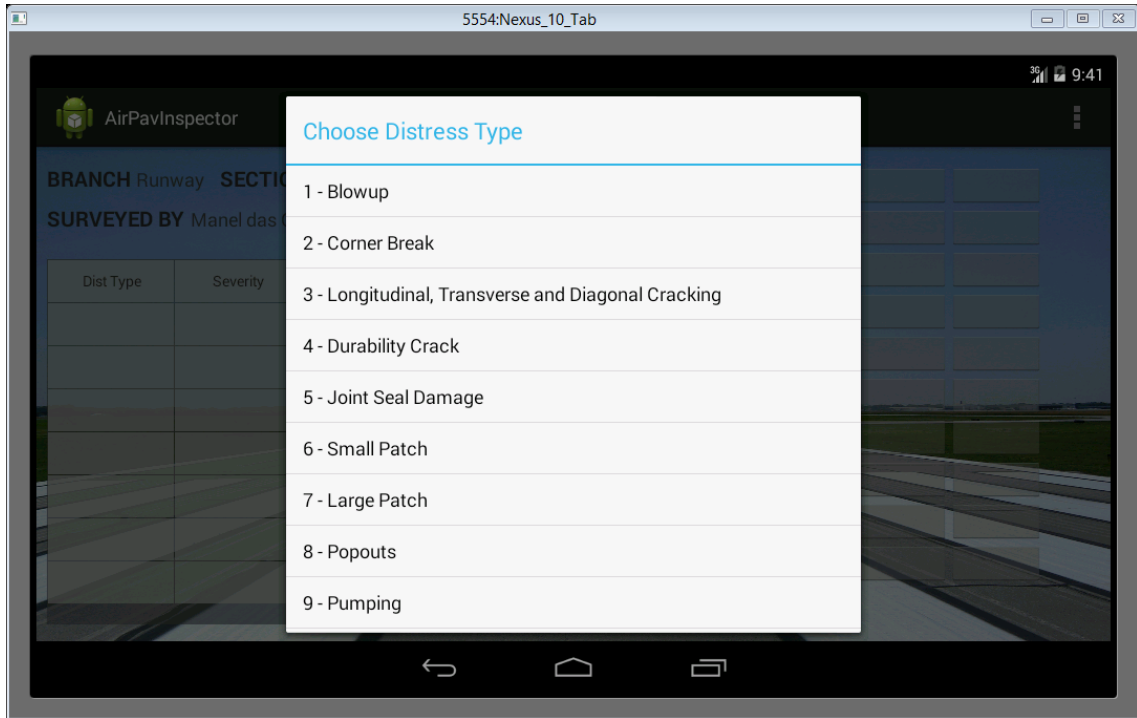 5554:Nexus_10_Tab
3G 9:41
AirPavInspector
Choose Distress Type
BRANCH Runway SECTIO
SURVEYED BY Manel das
Dist Type Severity
1 - Blowup
2 - Corner Break
3 - Longitudinal, Transverse and Diagonal Cracking
4 - Durability Crack
5 - Joint Seal Damage
6 - Small Patch
7 - Large Patch
8 - Popouts
9 - Pumping